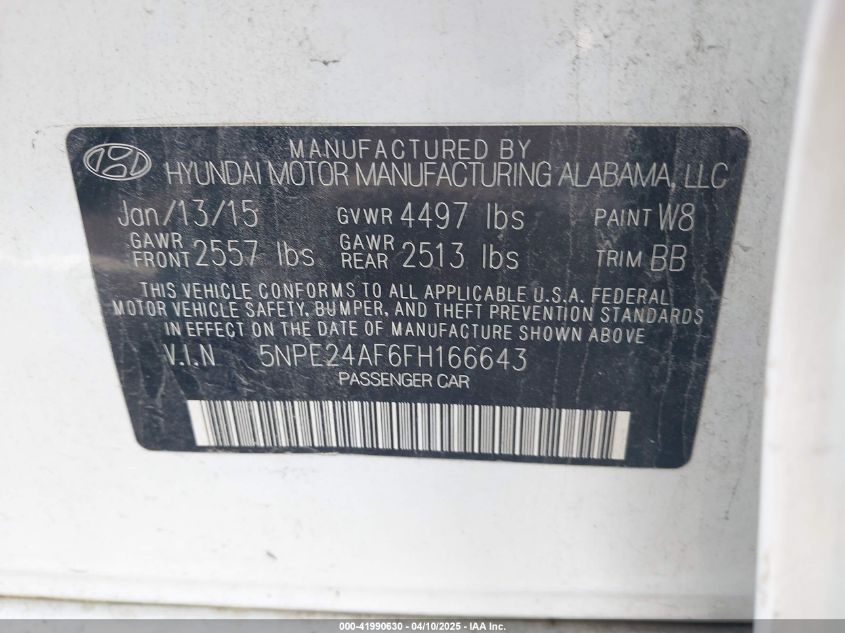 MANUFACTURED BY
HYUNDAI MOTOR MANUFACTURING ALABAMA, LLC
Jan/13/15 GVWR 4497 lbs PAINT W8
GAWR FRONT 2557 lbs GAWR REAR 2513 lbs TRIM BB
THIS VEHICLE CONFORMS TO ALL APPLICABLE U.S.A. FEDERAL
MOTOR VEHICLE SAFETY, BUMPER, AND THEFT PREVENTION STANDARDS
IN EFFECT ON THE DATE OF MANUFACTURE SHOWN ABOVE
V.I.N 5NPE24AF6FH166643
PASSENGER CAR
000-41990630 - 04/10/2025 - IAA Inc.